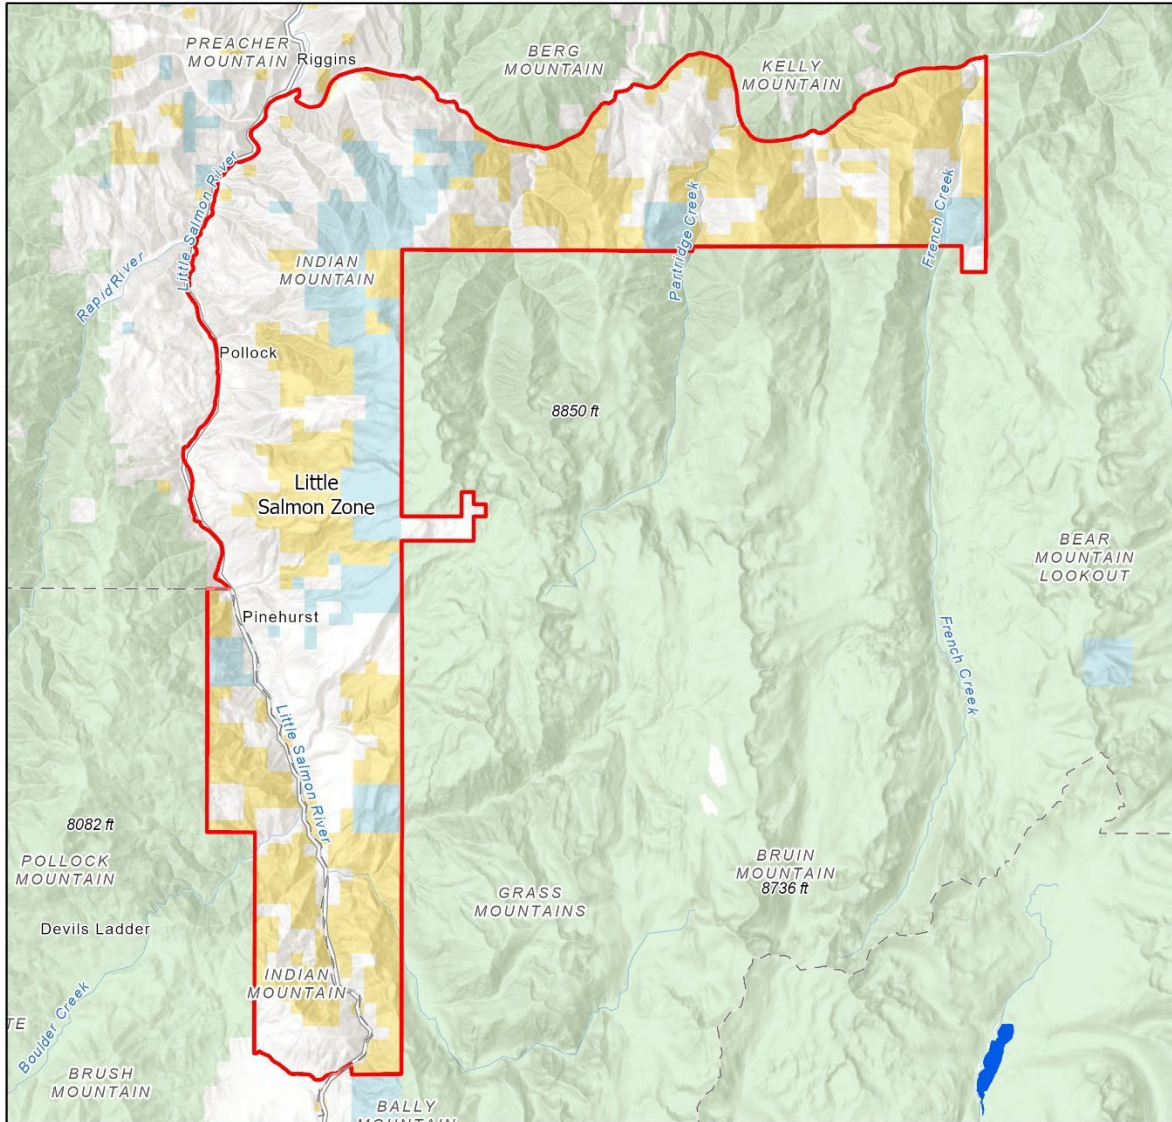 PREACHER
MOUNTAIN
Riggins
BERG
MOUNTAIN
KELLY
MOUNTAIN
Little Salmon River
Rapid River
INDIAN
MOUNTAIN
Partridge Creek
French Creek
Pollock
8850 ft
Little
Salmon Zone
BEAR
MOUNTAIN
LOOKOUT
Pinehurst
French Creek
Little Salmon River
8082 ft
POLLOCK
MOUNTAIN
BRUIN
MOUNTAIN
8736 ft
GRASS
MOUNTAINS
Devils Ladder
INDIAN
MOUNTAIN
TE
Boulder Creek
BRUSH
MOUNTAIN
BALLY
MOUNTAIN